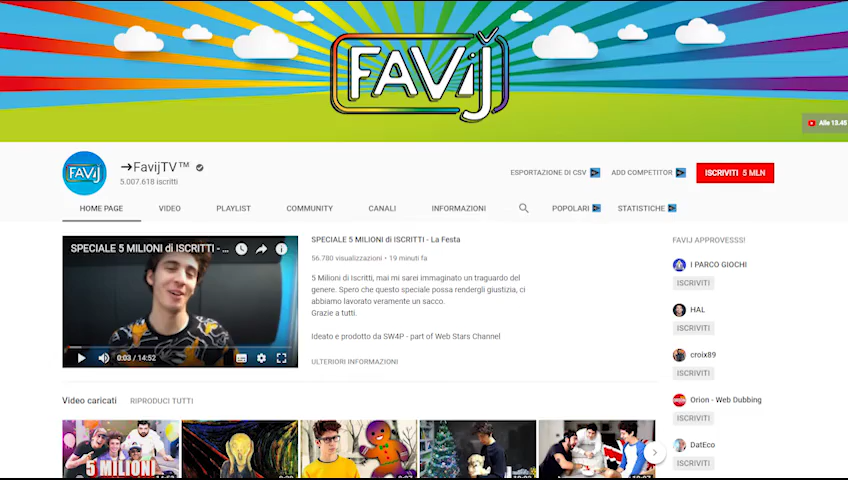 FAVIJ
Alle 13.45
FAVIJ
➔FavijTV™
5.007.618 iscritti
ESPORTAZIONE DI CSV
ADD COMPETITOR
ISCRIVITI 5 MLN
HOME PAGE
VIDEO
PLAYLIST
COMMUNITY
CANALI
INFORMAZIONI
POPOLARI
STATISTICHE
SPECIALE 5 MILIONI di ISCRITTI - ...
0:03 / 14:52
SPECIALE 5 MILIONI di ISCRITTI - La Festa
56.780 visualizzazioni • 19 minuti fa
5 Milioni di Iscritti, mai mi sarei immaginato un traguardo del
genere. Spero che questo speciale possa rendergli giustizia, ci
abbiamo lavorato veramente un sacco.
Grazie a tutti.
Ideato e prodotto da SW4P - part of Web Stars Channel
ULTERIORI INFORMAZIONI
FAVIJ APPROVESSS!
I PARCO GIOCHI
ISCRIVITI
HAL
ISCRIVITI
croix89
ISCRIVITI
Orion - Web Dubbing
ISCRIVITI
DatEco
ISCRIVITI
Video caricati
RIPRODUCI TUTTI
5 MILIONI